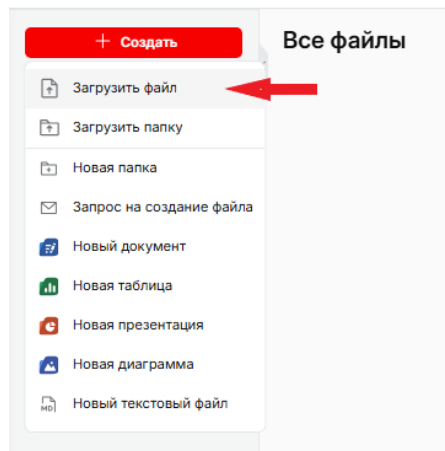 + Создать
Все файлы
Загрузить файл
Загрузить папку
Новая папка
Запрос на создание файла
Новый документ
Новая таблица
Новая презентация
Новая диаграмма
MD
Новый текстовый файл